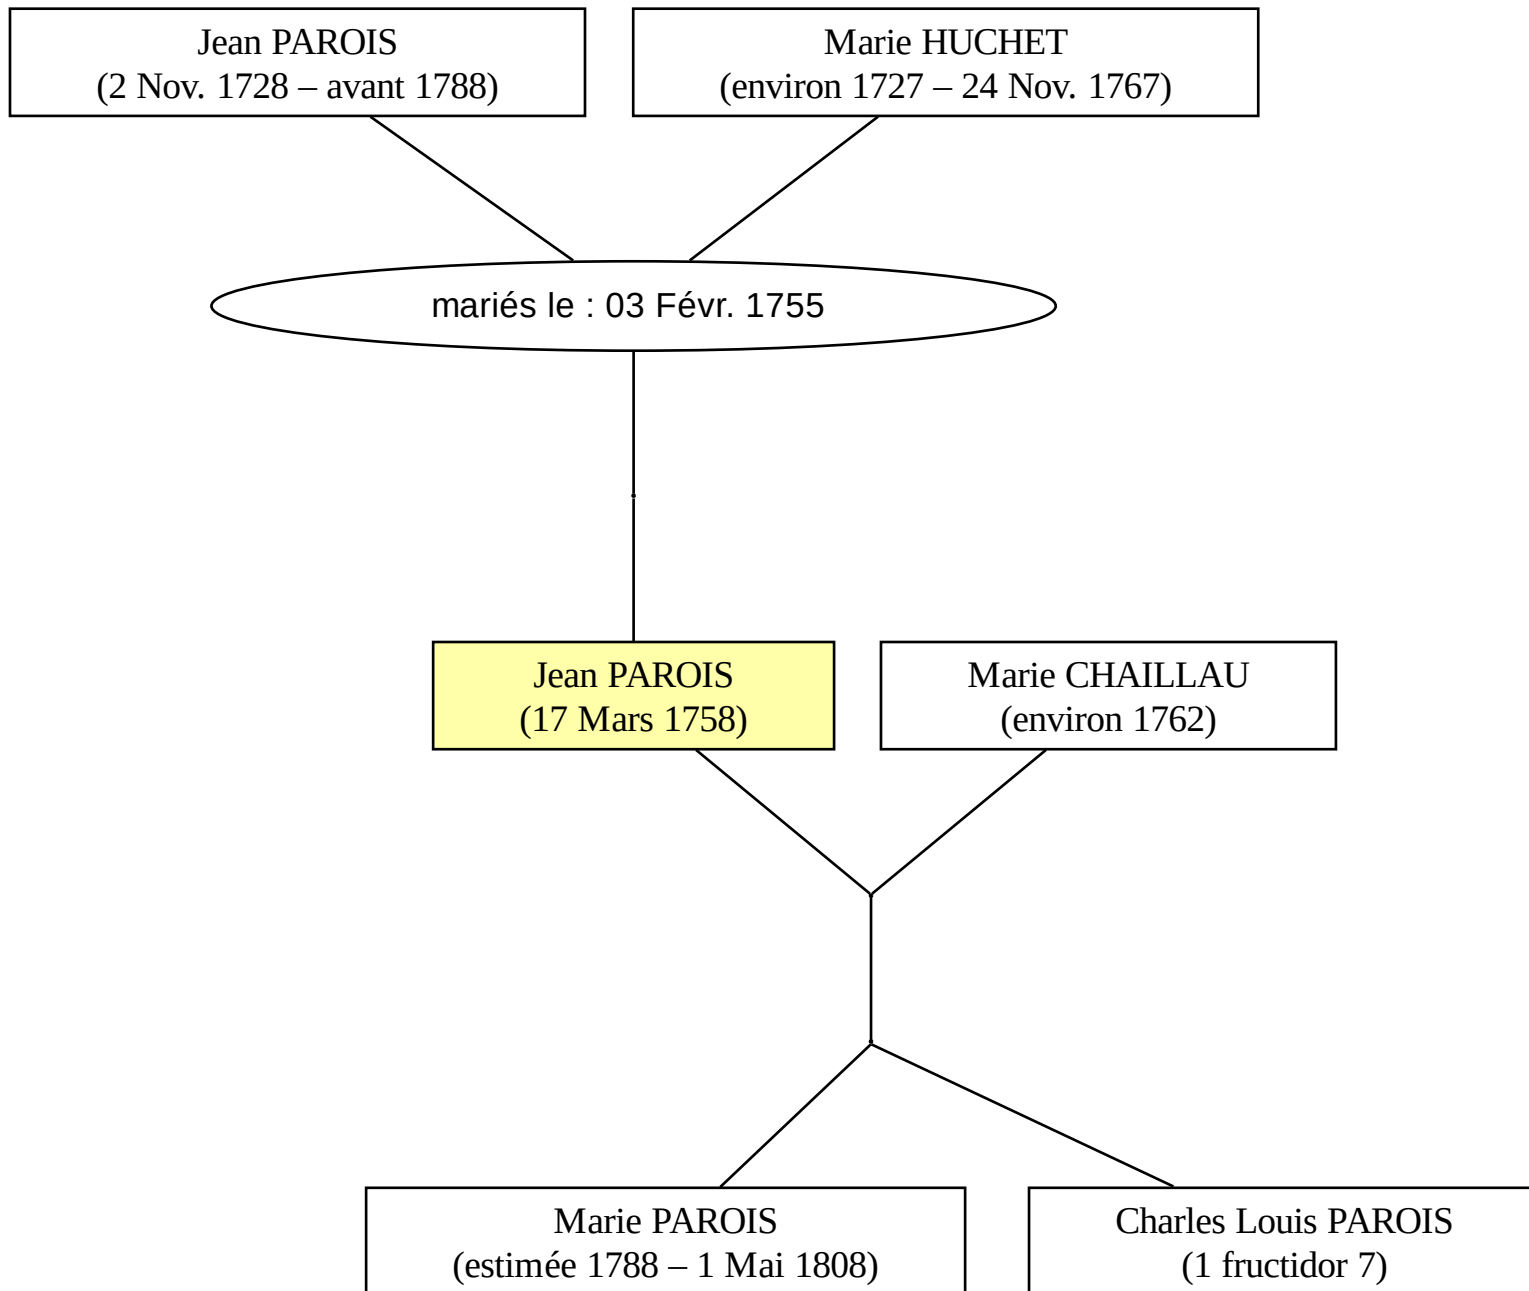 Jean PAROIS
(2 Nov. 1728 – avant 1788)
Marie HUCHET
(environ 1727 – 24 Nov. 1767)
mariés le : 03 Févr. 1755
Jean PAROIS
(17 Mars 1758)
Marie CHAILLAU
(environ 1762)
Marie PAROIS
(estimée 1788 – 1 Mai 1808)
Charles Louis PAROIS
(1 fructidor 7)